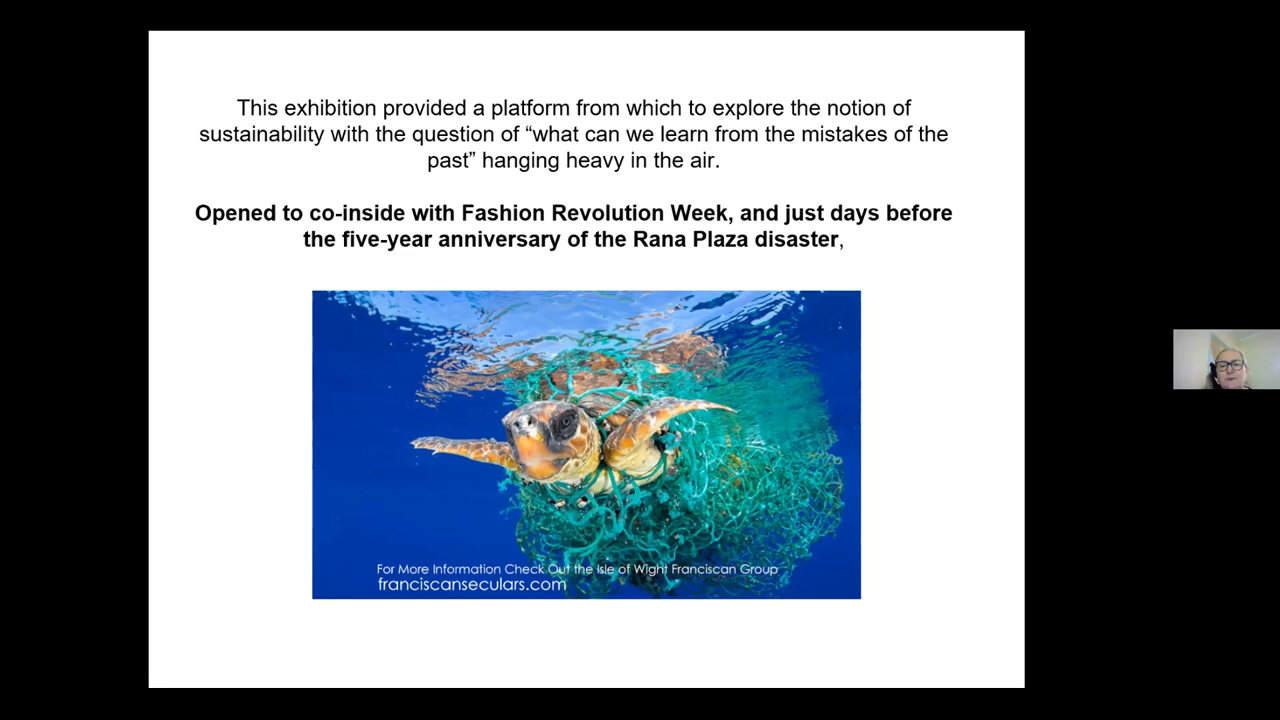 This exhibition provided a platform from which to explore the notion of
sustainability with the question of “what can we learn from the mistakes of the
past” hanging heavy in the air.
Opened to co-inside with Fashion Revolution Week, and just days before
the five-year anniversary of the Rana Plaza disaster,
For More Information Check Out the Isle of Wight Franciscan Group
franciscanseculars.com